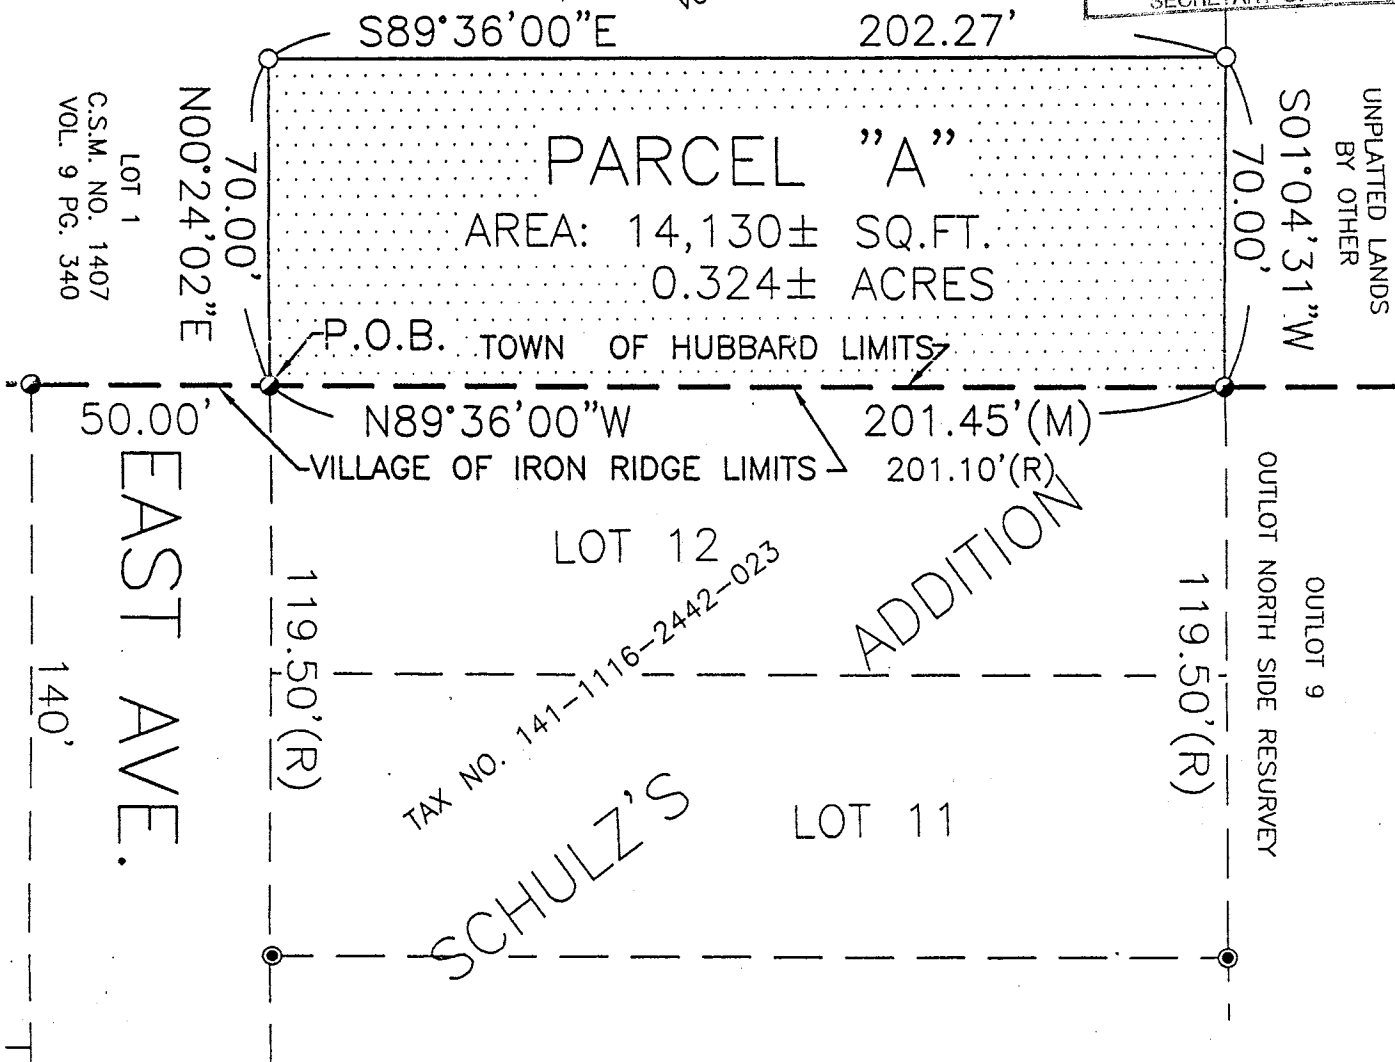 S89°36'00"E 202.27'
C.S.M. NO. 1407
VOL. 9 PG. 340
LOT 1
N00°24'02"E
70.00'
PARCEL "A"
AREA: 14,130± SQ.FT.
0.324± ACRES
S01°04'31"W
70.00'
UNPLATTED LANDS
BY OTHER
P.O.B.
TOWN OF HUBBARD LIMITS
50.00'
N89°36'00"W 201.45'(M)
VILLAGE OF IRON RIDGE LIMITS
201.10'(R)
EAST AVE.
140'
119.50'(R)
LOT 12
TAX NO. 141-1116-2442-023
SCHULZ'S ADDITION
LOT 11
119.50'(R)
OUTLOT 9
OUTLOT NORTH SIDE RESURVEY